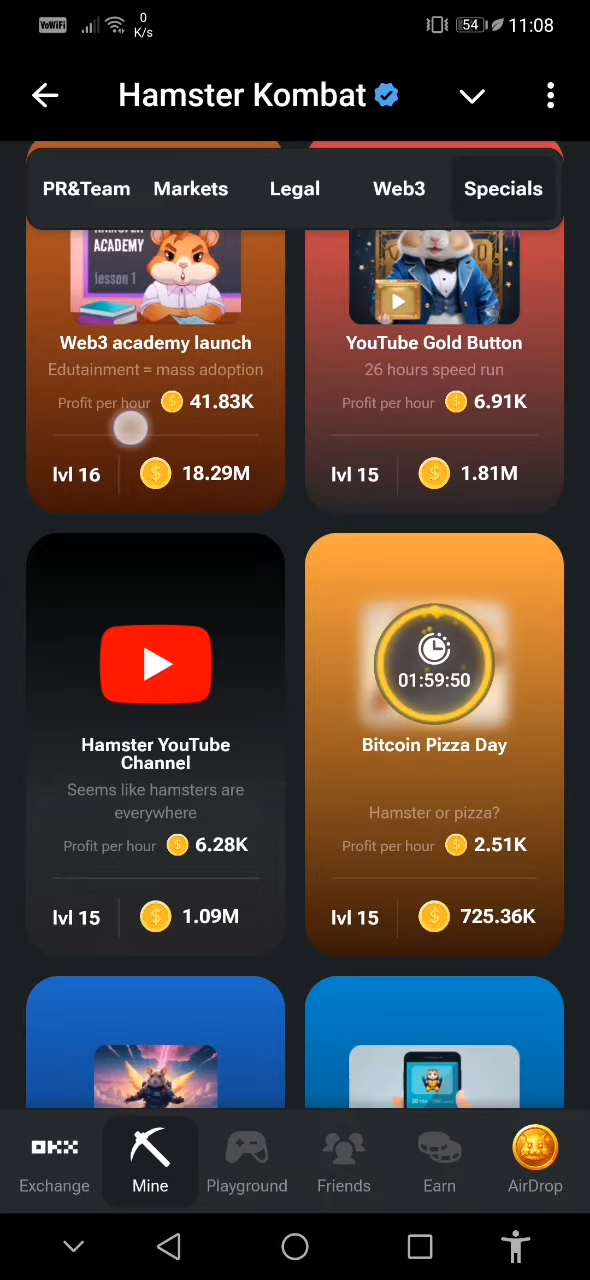 VoWiFi
0
K/s
54
11:08
Hamster Kombat
PR&Team
Markets
Legal
Web3
Specials
ACADEMY
lesson 1
Web3 academy launch
Edutainment = mass adoption
Profit per hour 41.83K
lvl 16 18.29M
YouTube Gold Button
26 hours speed run
Profit per hour 6.91K
lvl 15 1.81M
Hamster YouTube
Channel
Seems like hamsters are
everywhere
Profit per hour 6.28K
lvl 15 1.09M
01:59:50
Bitcoin Pizza Day
Hamster or pizza?
Profit per hour 2.51K
lvl 15 725.36K
Exchange
Mine
Playground
Friends
Earn
AirDrop